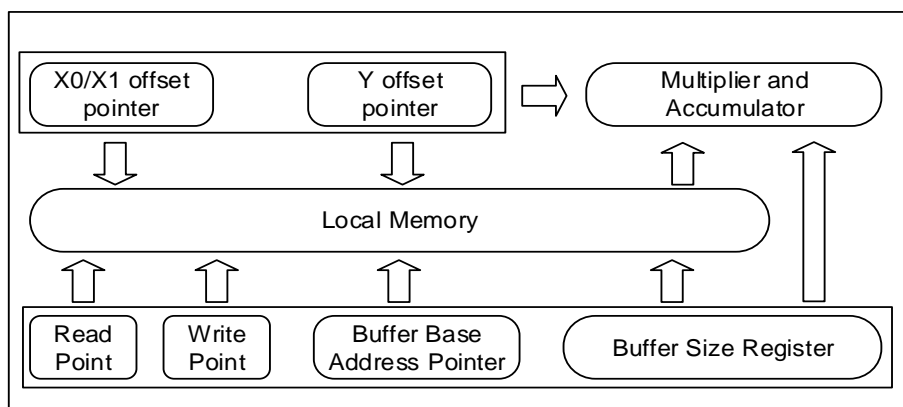 X0/X1 offset
pointer
Y offset
pointer
Multiplier and
Accumulator
Local Memory
Read
Point
Write
Point
Buffer Base
Address Pointer
Buffer Size Register